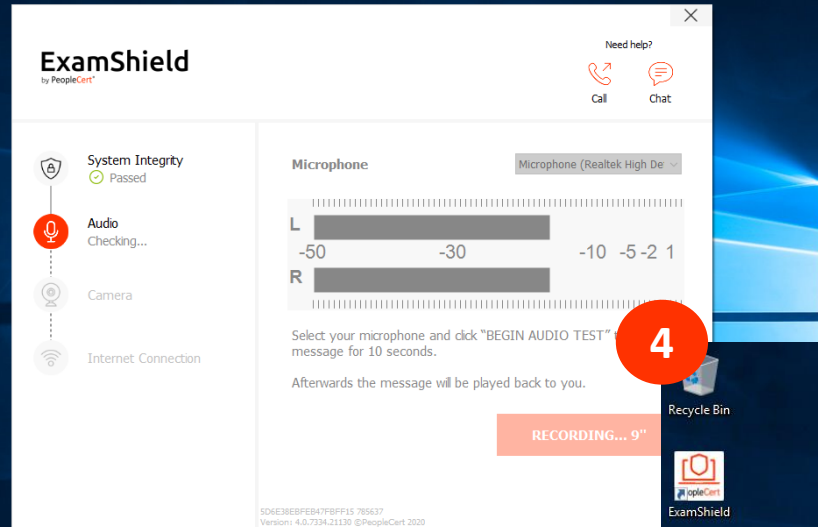 ExamShield
by PeopleCert
Need help?
Call
Chat
System Integrity
Passed
Audio
Checking...
Camera
Internet Connection
Microphone
Microphone (Realtek High De
L
-50 -30 -10 -5 -2 1
R
Select your microphone and click “BEGIN AUDIO TEST”
message for 10 seconds.
Afterwards the message will be played back to you.
RECORDING... 9"
4
5D6E38EBFEB47FBFF15 785637
Version: 4.0.7334.21130 ©PeopleCert 2020
Recycle Bin
opleCert
ExamShield